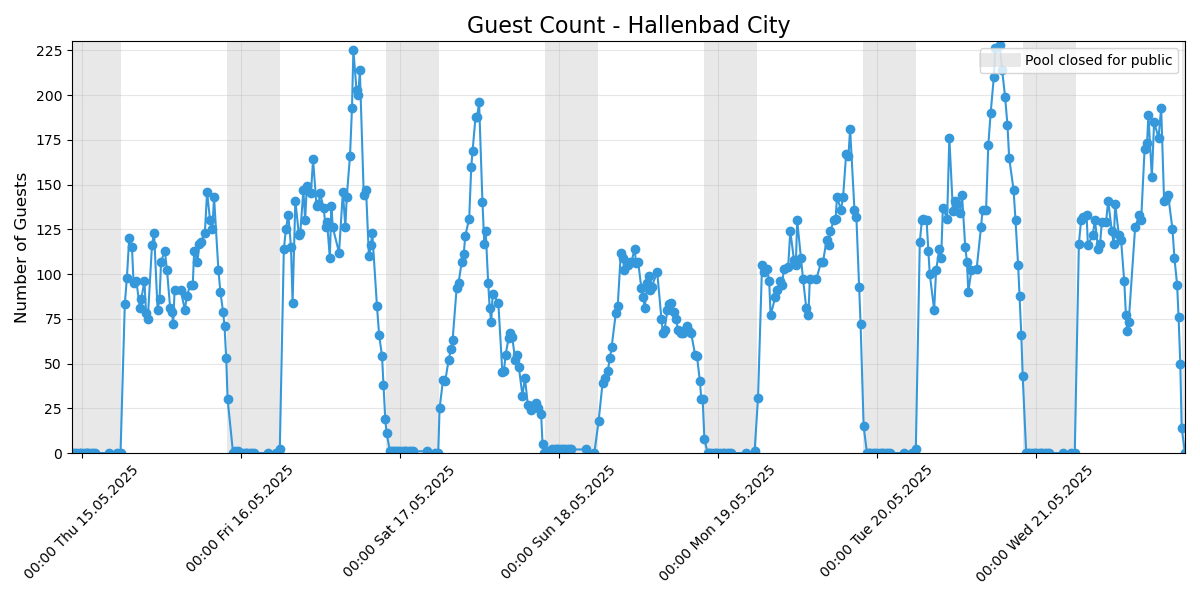 Guest Count - Hallenbad City
Pool closed for public
Number of Guests
225
200
175
150
125
100
75
50
25
0
00:00 Thu 15.05.2025
00:00 Fri 16.05.2025
00:00 Sat 17.05.2025
00:00 Sun 18.05.2025
00:00 Mon 19.05.2025
00:00 Tue 20.05.2025
00:00 Wed 21.05.2025